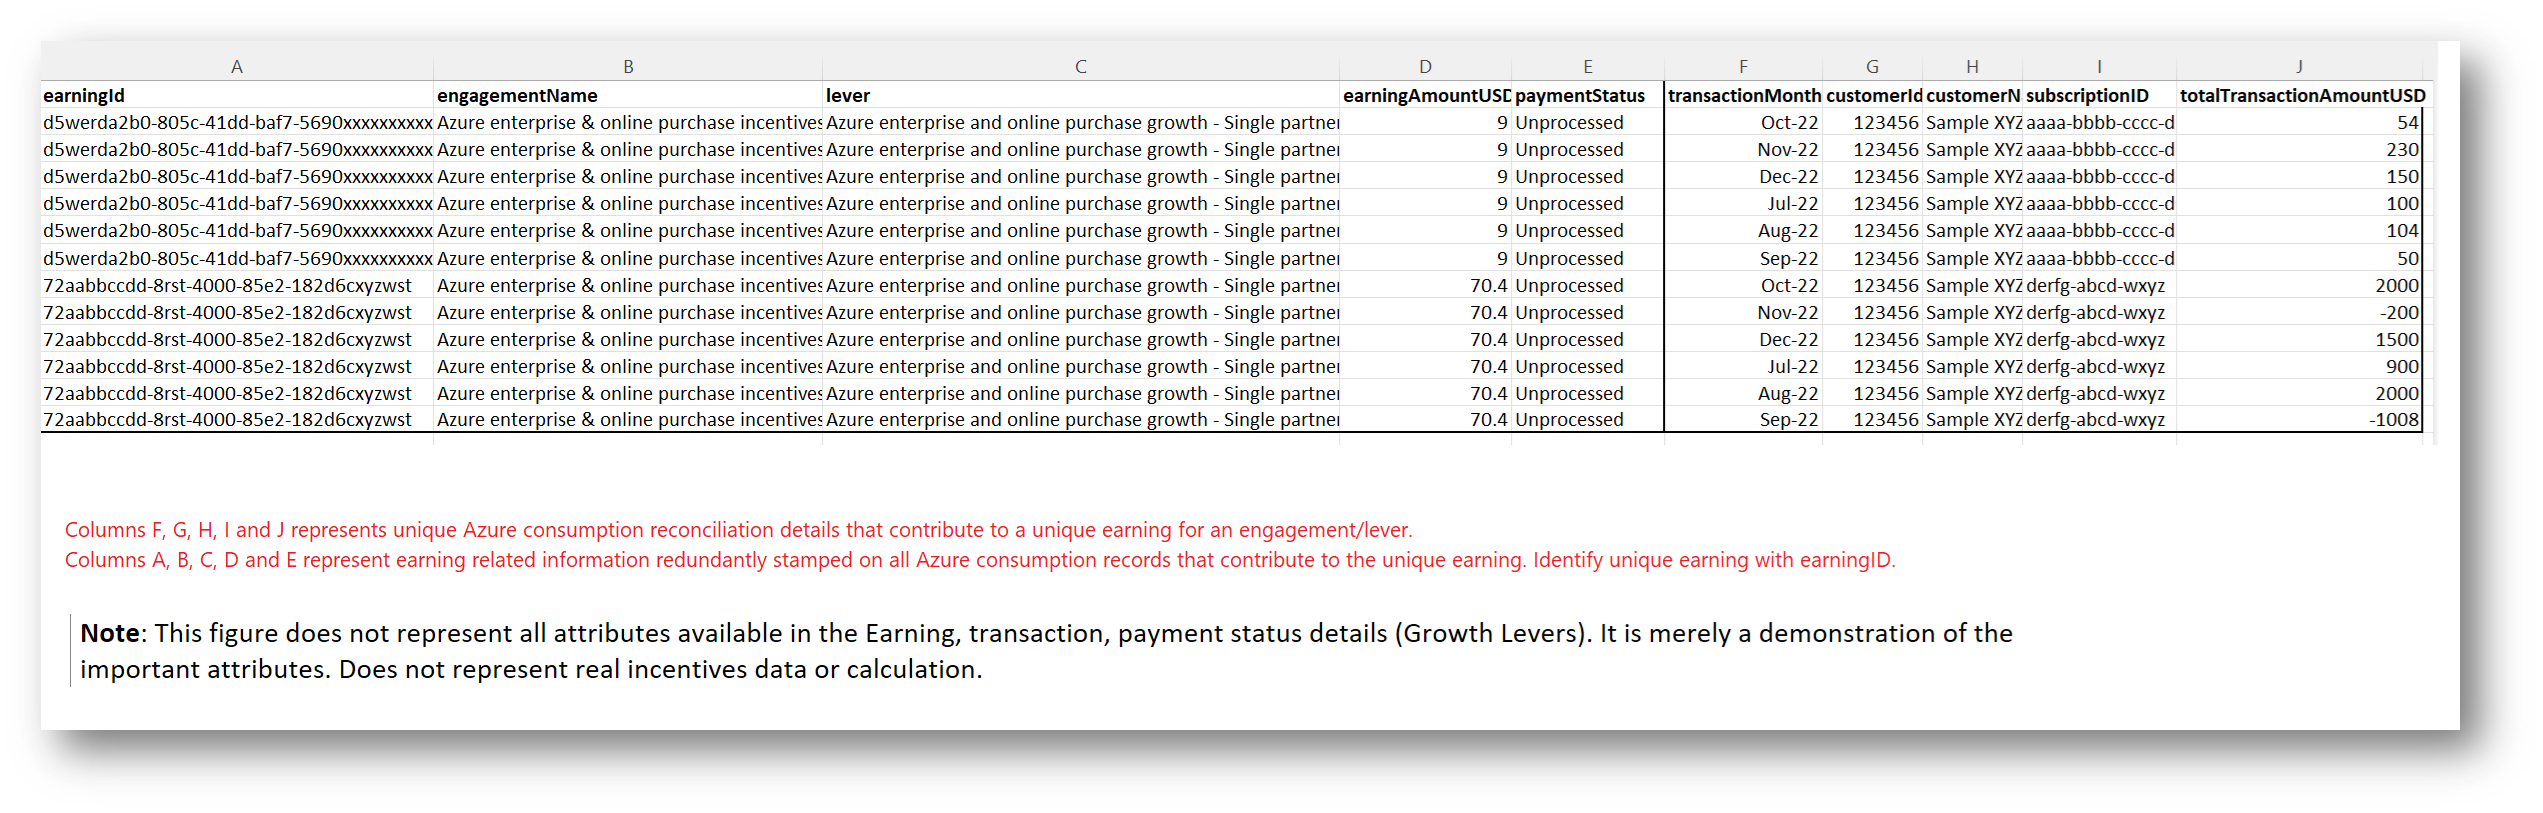 A B C D E F G H I J
earningId engagementName lever earningAmountUSD paymentStatus transactionMonth customerId customerN subscriptionID totalTransactionAmountUSD
d5werda2b0-805c-41dd-baf7-5690xxxxxxxxxx Azure enterprise & online purchase incentives Azure enterprise and online purchase growth - Single partner 9 Unprocessed Oct-22 123456 Sample XYZ aaaa-bbbb-cccc-d 54
d5werda2b0-805c-41dd-baf7-5690xxxxxxxxxx Azure enterprise & online purchase incentives Azure enterprise and online purchase growth - Single partner 9 Unprocessed Nov-22 123456 Sample XYZ aaaa-bbbb-cccc-d 230
d5werda2b0-805c-41dd-baf7-5690xxxxxxxxxx Azure enterprise & online purchase incentives Azure enterprise and online purchase growth - Single partner 9 Unprocessed Dec-22 123456 Sample XYZ aaaa-bbbb-cccc-d 150
d5werda2b0-805c-41dd-baf7-5690xxxxxxxxxx Azure enterprise & online purchase incentives Azure enterprise and online purchase growth - Single partner 9 Unprocessed Jul-22 123456 Sample XYZ aaaa-bbbb-cccc-d 100
d5werda2b0-805c-41dd-baf7-5690xxxxxxxxxx Azure enterprise & online purchase incentives Azure enterprise and online purchase growth - Single partner 9 Unprocessed Aug-22 123456 Sample XYZ aaaa-bbbb-cccc-d 104
d5werda2b0-805c-41dd-baf7-5690xxxxxxxxxx Azure enterprise & online purchase incentives Azure enterprise and online purchase growth - Single partner 9 Unprocessed Sep-22 123456 Sample XYZ aaaa-bbbb-cccc-d 50
72aabbccdd-8rst-4000-85e2-182d6cxyzwst Azure enterprise & online purchase incentives Azure enterprise and online purchase growth - Single partner 70.4 Unprocessed Oct-22 123456 Sample XYZ derfg-abcd-wxyz 2000
72aabbccdd-8rst-4000-85e2-182d6cxyzwst Azure enterprise & online purchase incentives Azure enterprise and online purchase growth - Single partner 70.4 Unprocessed Nov-22 123456 Sample XYZ derfg-abcd-wxyz -200
72aabbccdd-8rst-4000-85e2-182d6cxyzwst Azure enterprise & online purchase incentives Azure enterprise and online purchase growth - Single partner 70.4 Unprocessed Dec-22 123456 Sample XYZ derfg-abcd-wxyz 1500
72aabbccdd-8rst-4000-85e2-182d6cxyzwst Azure enterprise & online purchase incentives Azure enterprise and online purchase growth - Single partner 70.4 Unprocessed Jul-22 123456 Sample XYZ derfg-abcd-wxyz 900
72aabbccdd-8rst-4000-85e2-182d6cxyzwst Azure enterprise & online purchase incentives Azure enterprise and online purchase growth - Single partner 70.4 Unprocessed Aug-22 123456 Sample XYZ derfg-abcd-wxyz 2000
72aabbccdd-8rst-4000-85e2-182d6cxyzwst Azure enterprise & online purchase incentives Azure enterprise and online purchase growth - Single partner 70.4 Unprocessed Sep-22 123456 Sample XYZ derfg-abcd-wxyz -1008
Columns F, G, H, I and J represents unique Azure consumption reconciliation details that contribute to a unique earning for an engagement/lever.
Columns A, B, C, D and E represent earning related information redundantly stamped on all Azure consumption records that contribute to the unique earning. Identify unique earning with earningID.
Note: This figure does not represent all attributes available in the Earning, transaction, payment status details (Growth Levers). It is merely a demonstration of the
important attributes. Does not represent real incentives data or calculation.